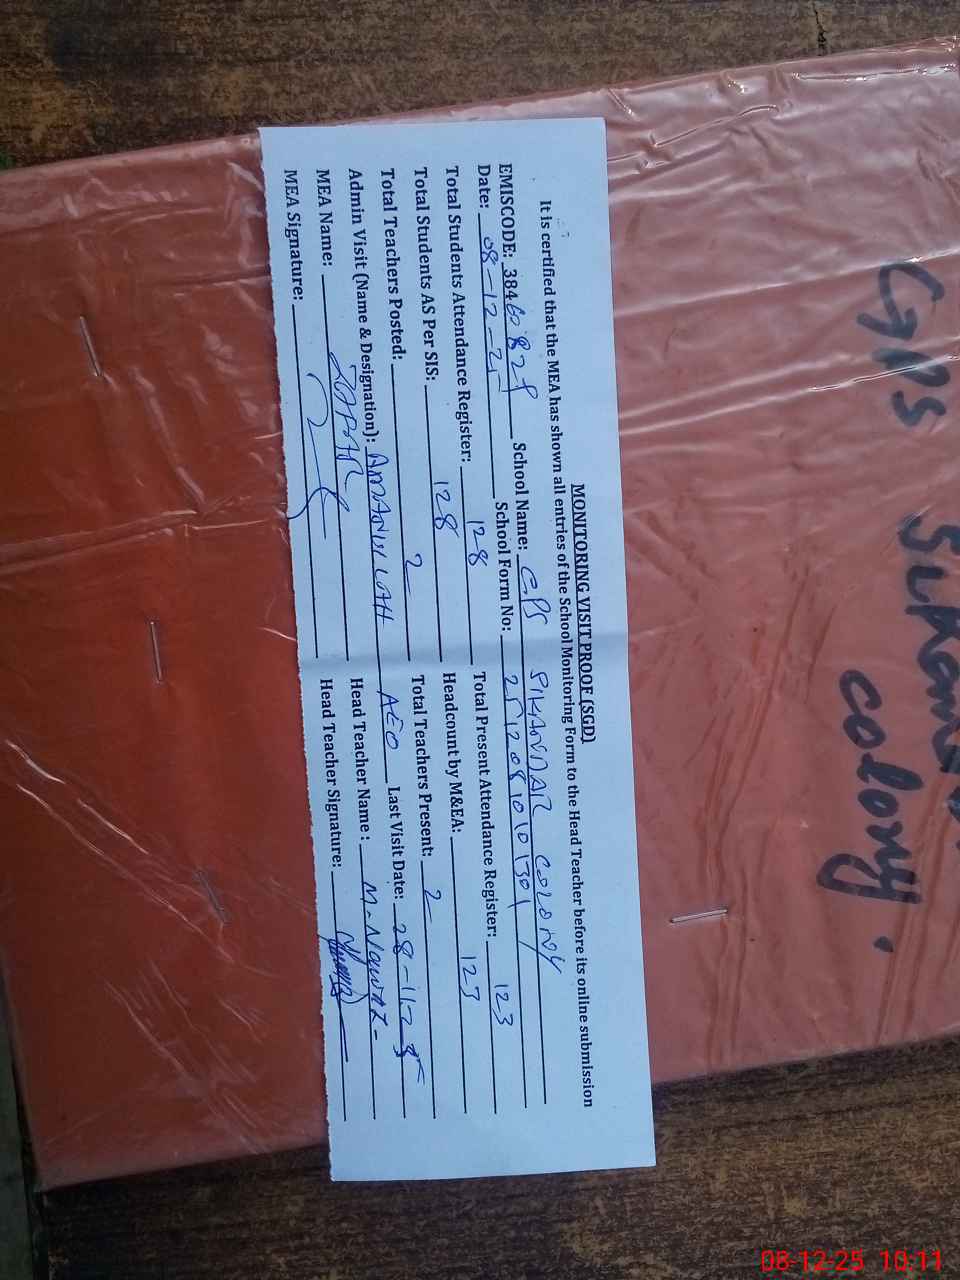 MONITORING VISIT PROOF (SGD)
It is certified that the MEA has shown all entries of the School Monitoring Form to the Head Teacher before its online submission
EMISCODE: 38460829 School Name: GPS SIKANDAR COLONY
Date: 08-12-25 School Form No: 251208101301
Total Students Attendance Register: 128 Total Present Attendance Register: 123
Total Students AS Per SIS: 128 Headcount by M&EA: 123
Total Teachers Posted: 2 Total Teachers Present: 2
Admin Visit (Name & Designation): AMANULLAH AEO Last Visit Date: 28-11-25
MEA Name: ZAFAR Head Teacher Name: M. Nawaz
MEA Signature: Head Teacher Signature:
GPS
colony.
08-12-25 10:11